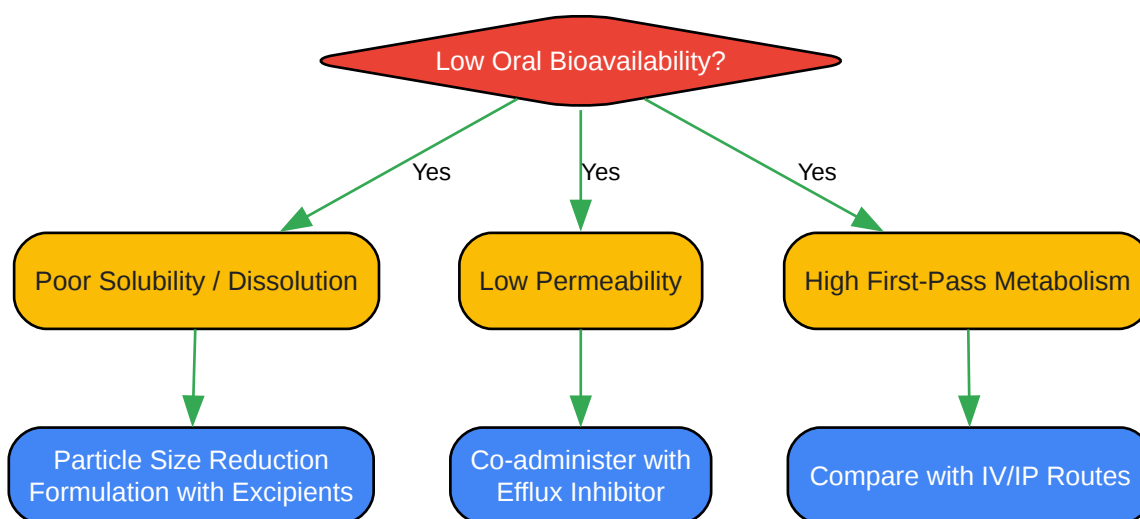 Low Oral Bioavailability?
Yes
Yes
Yes
Poor Solubility / Dissolution
Low Permeability
High First-Pass Metabolism
Particle Size Reduction
Formulation with Excipients
Co-administer with
Efflux Inhibitor
Compare with IV/IP Routes